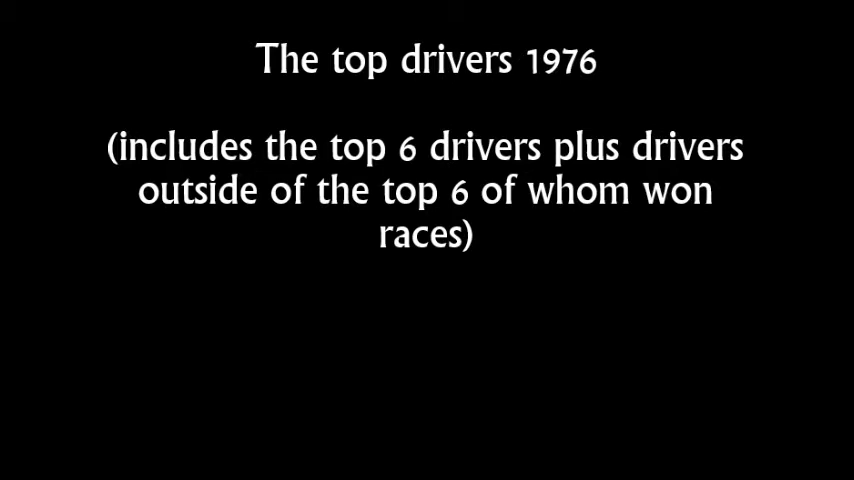 The top drivers 1976
(includes the top 6 drivers plus drivers
outside of the top 6 of whom won
races)